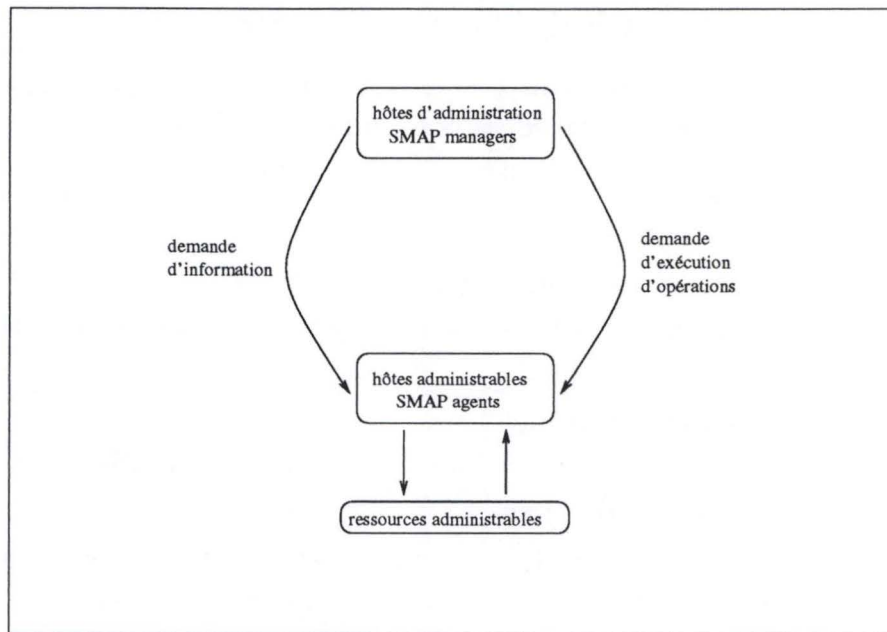 hôtes d'administration
SMAP managers
demande
d'information
demande
d'exécution
d'opérations
hôtes administrables
SMAP agents
ressources administrables